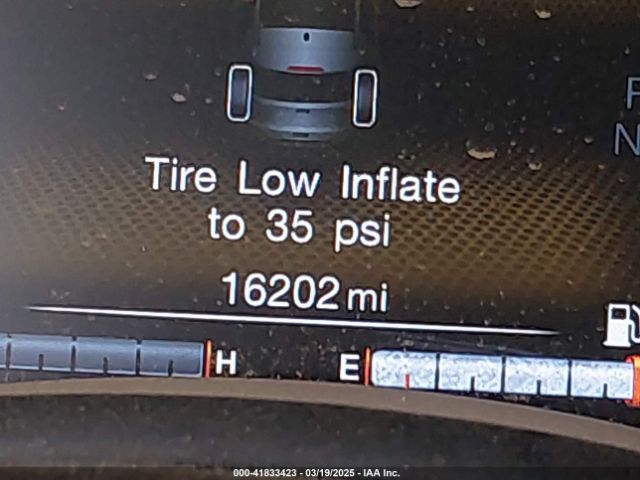 Tire Low Inflate
to 35 psi
16202 mi
H
E
000-41833423 - 03/19/2025 - IAA Inc.